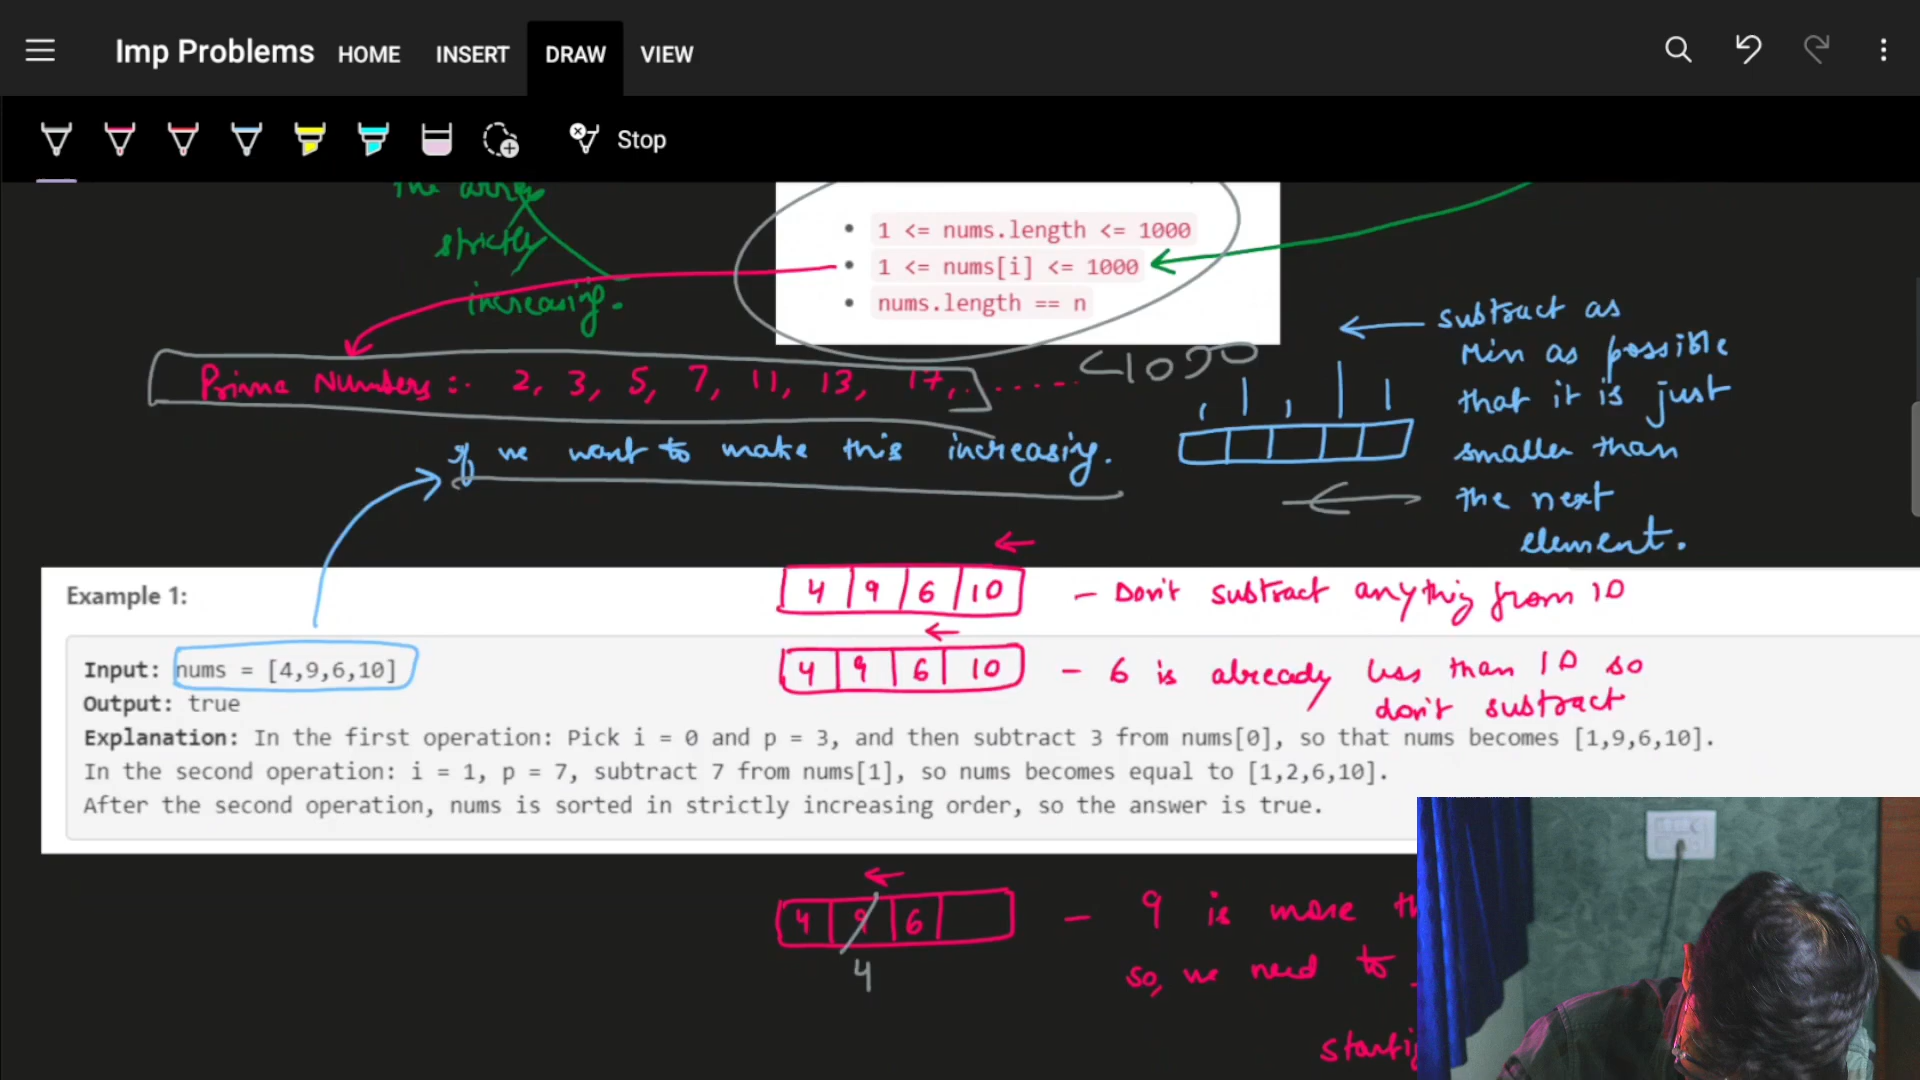 Imp Problems HOME INSERT DRAW VIEW
Stop
the array
strictly
increasing.
1 <= nums.length <= 1000
1 <= nums[i] <= 1000
nums.length == n
Prime Numbers :- 2, 3, 5, 7, 11, 13, 17, ......
<1000
If we want to make this increasing.
subtract as
Min as possible
that it is just
smaller than
the next
element.
Example 1:
4 9 6 10 - Don't subtract anything from 10
4 9 6 10 - 6 is already less than 10 so
don't subtract
Input: nums = [4,9,6,10]
Output: true
Explanation: In the first operation: Pick i = 0 and p = 3, and then subtract 3 from nums[0], so that nums becomes [1,9,6,10].
In the second operation: i = 1, p = 7, subtract 7 from nums[1], so nums becomes equal to [1,2,6,10].
After the second operation, nums is sorted in strictly increasing order, so the answer is true.
4 9 6 - 9 is more
4
so, we need to